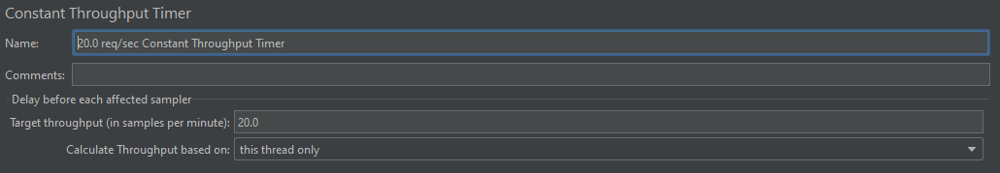 Constant Throughput Timer
Name: 20.0 req/sec Constant Throughput Timer
Comments:
Delay before each affected sampler
Target throughput (in samples per minute): 20.0
Calculate Throughput based on: this thread only